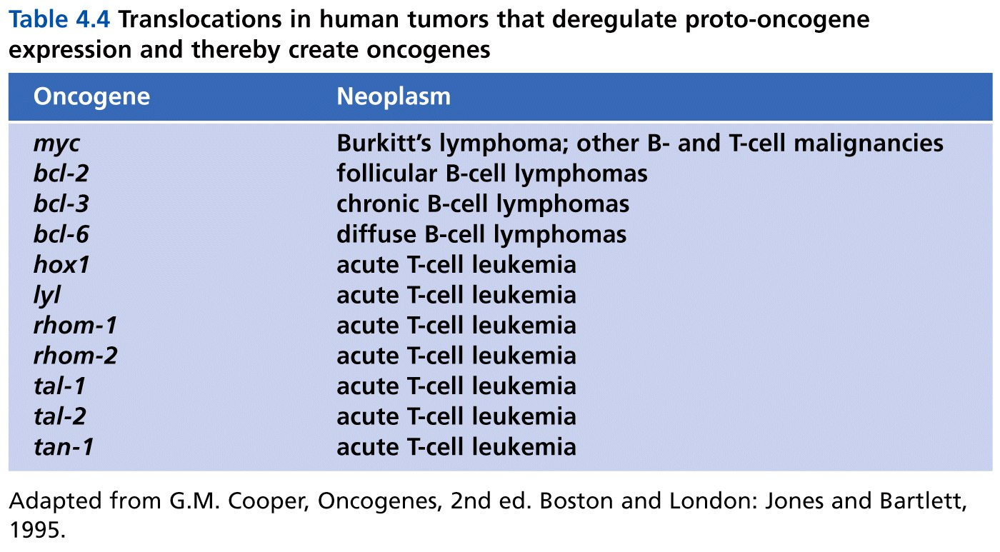 Table 4.4 Translocations in human tumors that deregulate proto-oncogene
expression and thereby create oncogenes
Oncogene Neoplasm
myc Burkitt’s lymphoma; other B- and T-cell malignancies
bcl-2 follicular B-cell lymphomas
bcl-3 chronic B-cell lymphomas
bcl-6 diffuse B-cell lymphomas
hox1 acute T-cell leukemia
lyl acute T-cell leukemia
rhom-1 acute T-cell leukemia
rhom-2 acute T-cell leukemia
tal-1 acute T-cell leukemia
tal-2 acute T-cell leukemia
tan-1 acute T-cell leukemia
Adapted from G.M. Cooper, Oncogenes, 2nd ed. Boston and London: Jones and Bartlett,
1995.